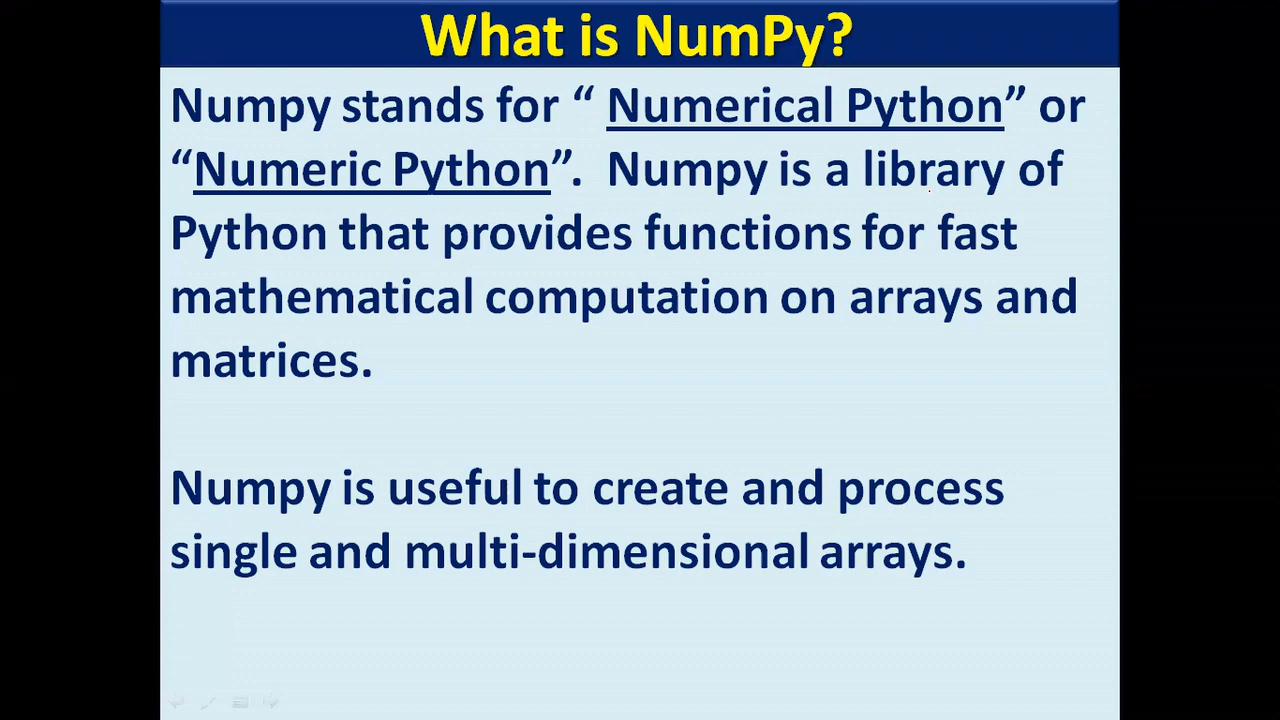 What is NumPy?
Numpy stands for “ Numerical Python” or
“Numeric Python”.  Numpy is a library of
Python that provides functions for fast
mathematical computation on arrays and
matrices.
Numpy is useful to create and process
single and multi-dimensional arrays.